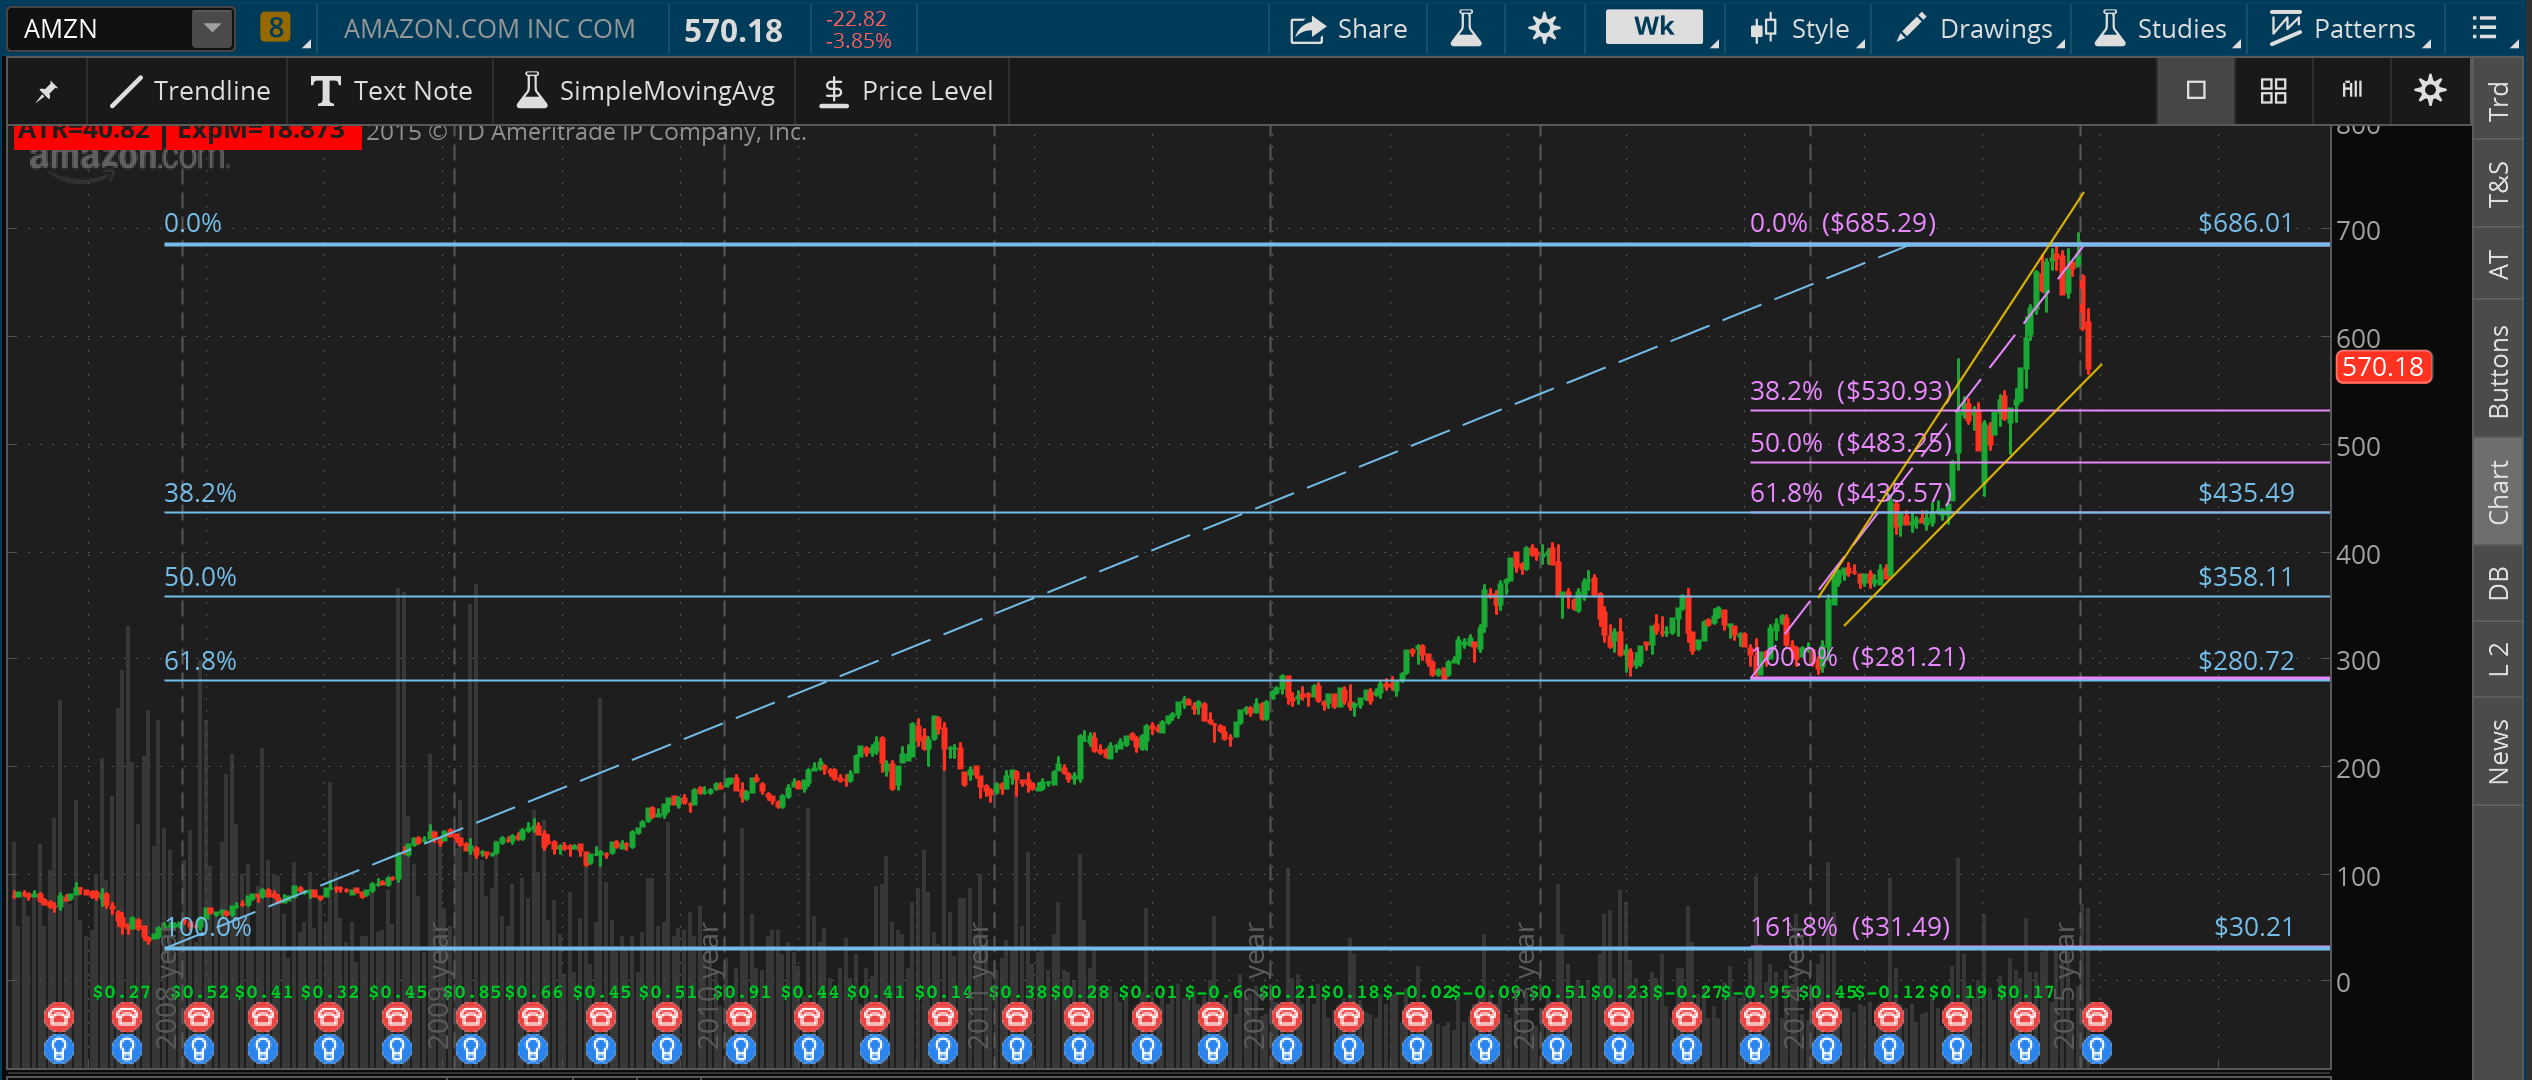 AMZN
8
AMAZON.COM INC COM
570.18
-22.82
-3.85%
Share
Wk
Style
Drawings
Studies
Patterns
Trendline
T Text Note
SimpleMovingAvg
$ Price Level
All
ATR=40.82
ExpM=18.873
2015 © TD Ameritrade IP Company, Inc.
amazon.com.
0.0%
0.0% ($685.29)
$686.01
38.2% ($530.93)
50.0% ($483.25)
38.2%
61.8% ($435.57)
$435.49
50.0%
$358.11
61.8%
100.0% ($281.21)
$280.72
100.0%
161.8% ($31.49)
$30.21
800
700
600
570.18
500
400
300
200
100
0
$0.27
$0.52
$0.41
$0.32
$0.45
$0.85
$0.66
$0.45
$0.51
$0.91
$0.44
$0.41
$0.14
$0.38
$0.28
$0.01
$-0.6
$0.21
$0.18
$-0.02
$-0.09
$0.51
$0.23
$-0.27
$-0.95
$0.45
$-0.12
$0.19
$0.17
2008 year
2009 year
2010 year
2011 year
2012 year
2013 year
2014 year
2015 year
Trd
T&S
AT
Buttons
Chart
DB
L 2
News